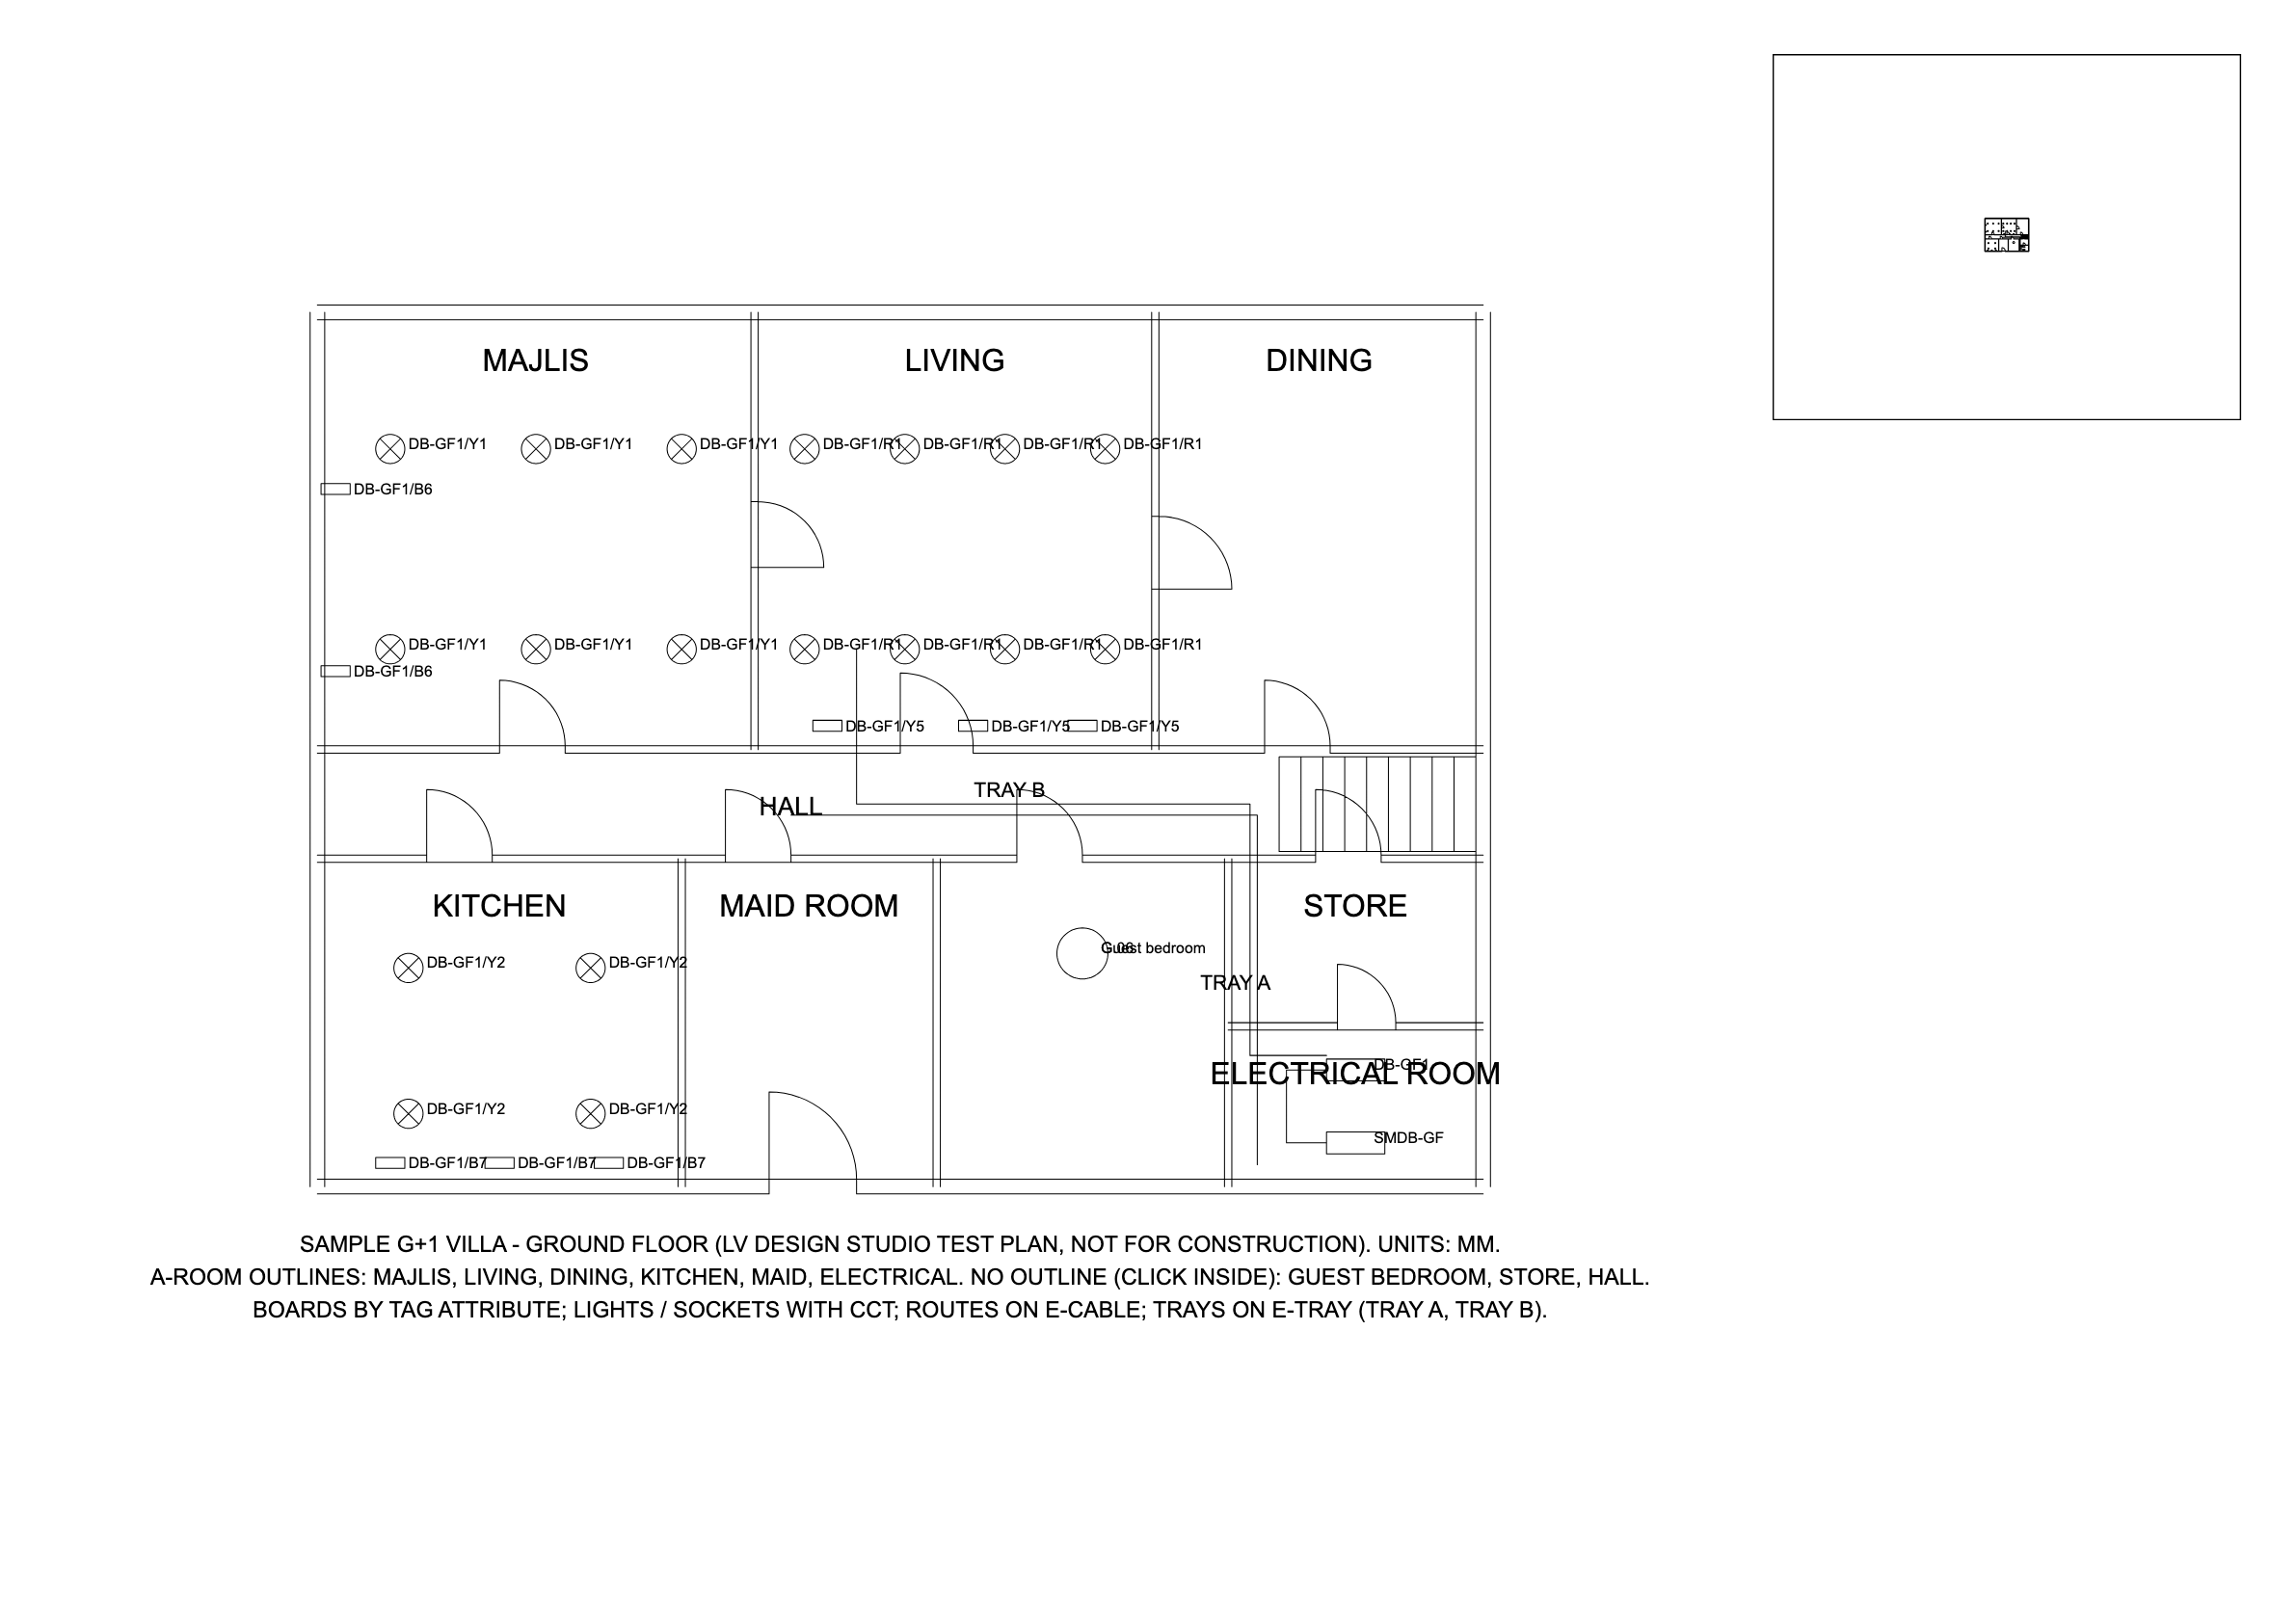 MAJLIS
LIVING
DINING
DB-GF1/Y1
DB-GF1/Y1
DB-GF1/Y1
DB-GF1/R1
DB-GF1/R1
DB-GF1/R1
DB-GF1/R1
DB-GF1/B6
DB-GF1/Y1
DB-GF1/Y1
DB-GF1/Y1
DB-GF1/R1
DB-GF1/R1
DB-GF1/R1
DB-GF1/R1
DB-GF1/B6
DB-GF1/Y5
DB-GF1/Y5
DB-GF1/Y5
TRAY B
HALL
KITCHEN
MAID ROOM
STORE
Guest bedroom
06
DB-GF1/Y2
DB-GF1/Y2
TRAY A
DB-GF1
ELECTRICAL ROOM
DB-GF1/Y2
DB-GF1/Y2
SMDB-GF
DB-GF1/B7
DB-GF1/B7
DB-GF1/B7
SAMPLE G+1 VILLA - GROUND FLOOR (LV DESIGN STUDIO TEST PLAN, NOT FOR CONSTRUCTION). UNITS: MM.
A-ROOM OUTLINES: MAJLIS, LIVING, DINING, KITCHEN, MAID, ELECTRICAL. NO OUTLINE (CLICK INSIDE): GUEST BEDROOM, STORE, HALL.
BOARDS BY TAG ATTRIBUTE; LIGHTS / SOCKETS WITH CCT; ROUTES ON E-CABLE; TRAYS ON E-TRAY (TRAY A, TRAY B).